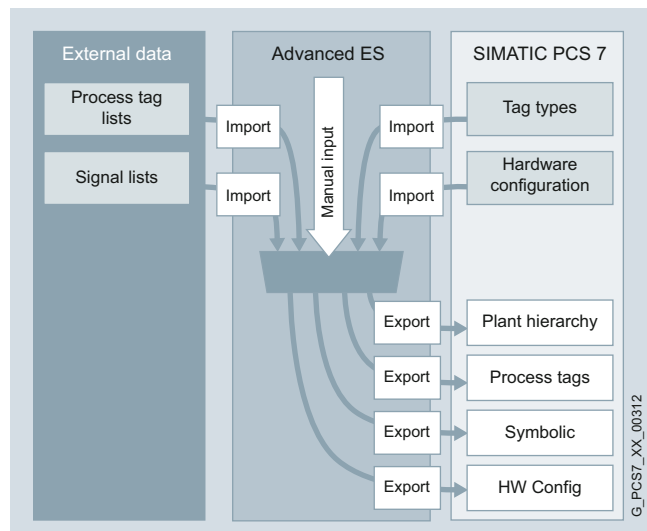 External data
Advanced ES
SIMATIC PCS 7
Process tag
lists
Import
Import
Tag types
Signal lists
Import
Manual input
Import
Hardware
configuration
Export
Plant hierarchy
Export
Process tags
Export
Symbolic
Export
HW Config
G_PCS7_XX_00312